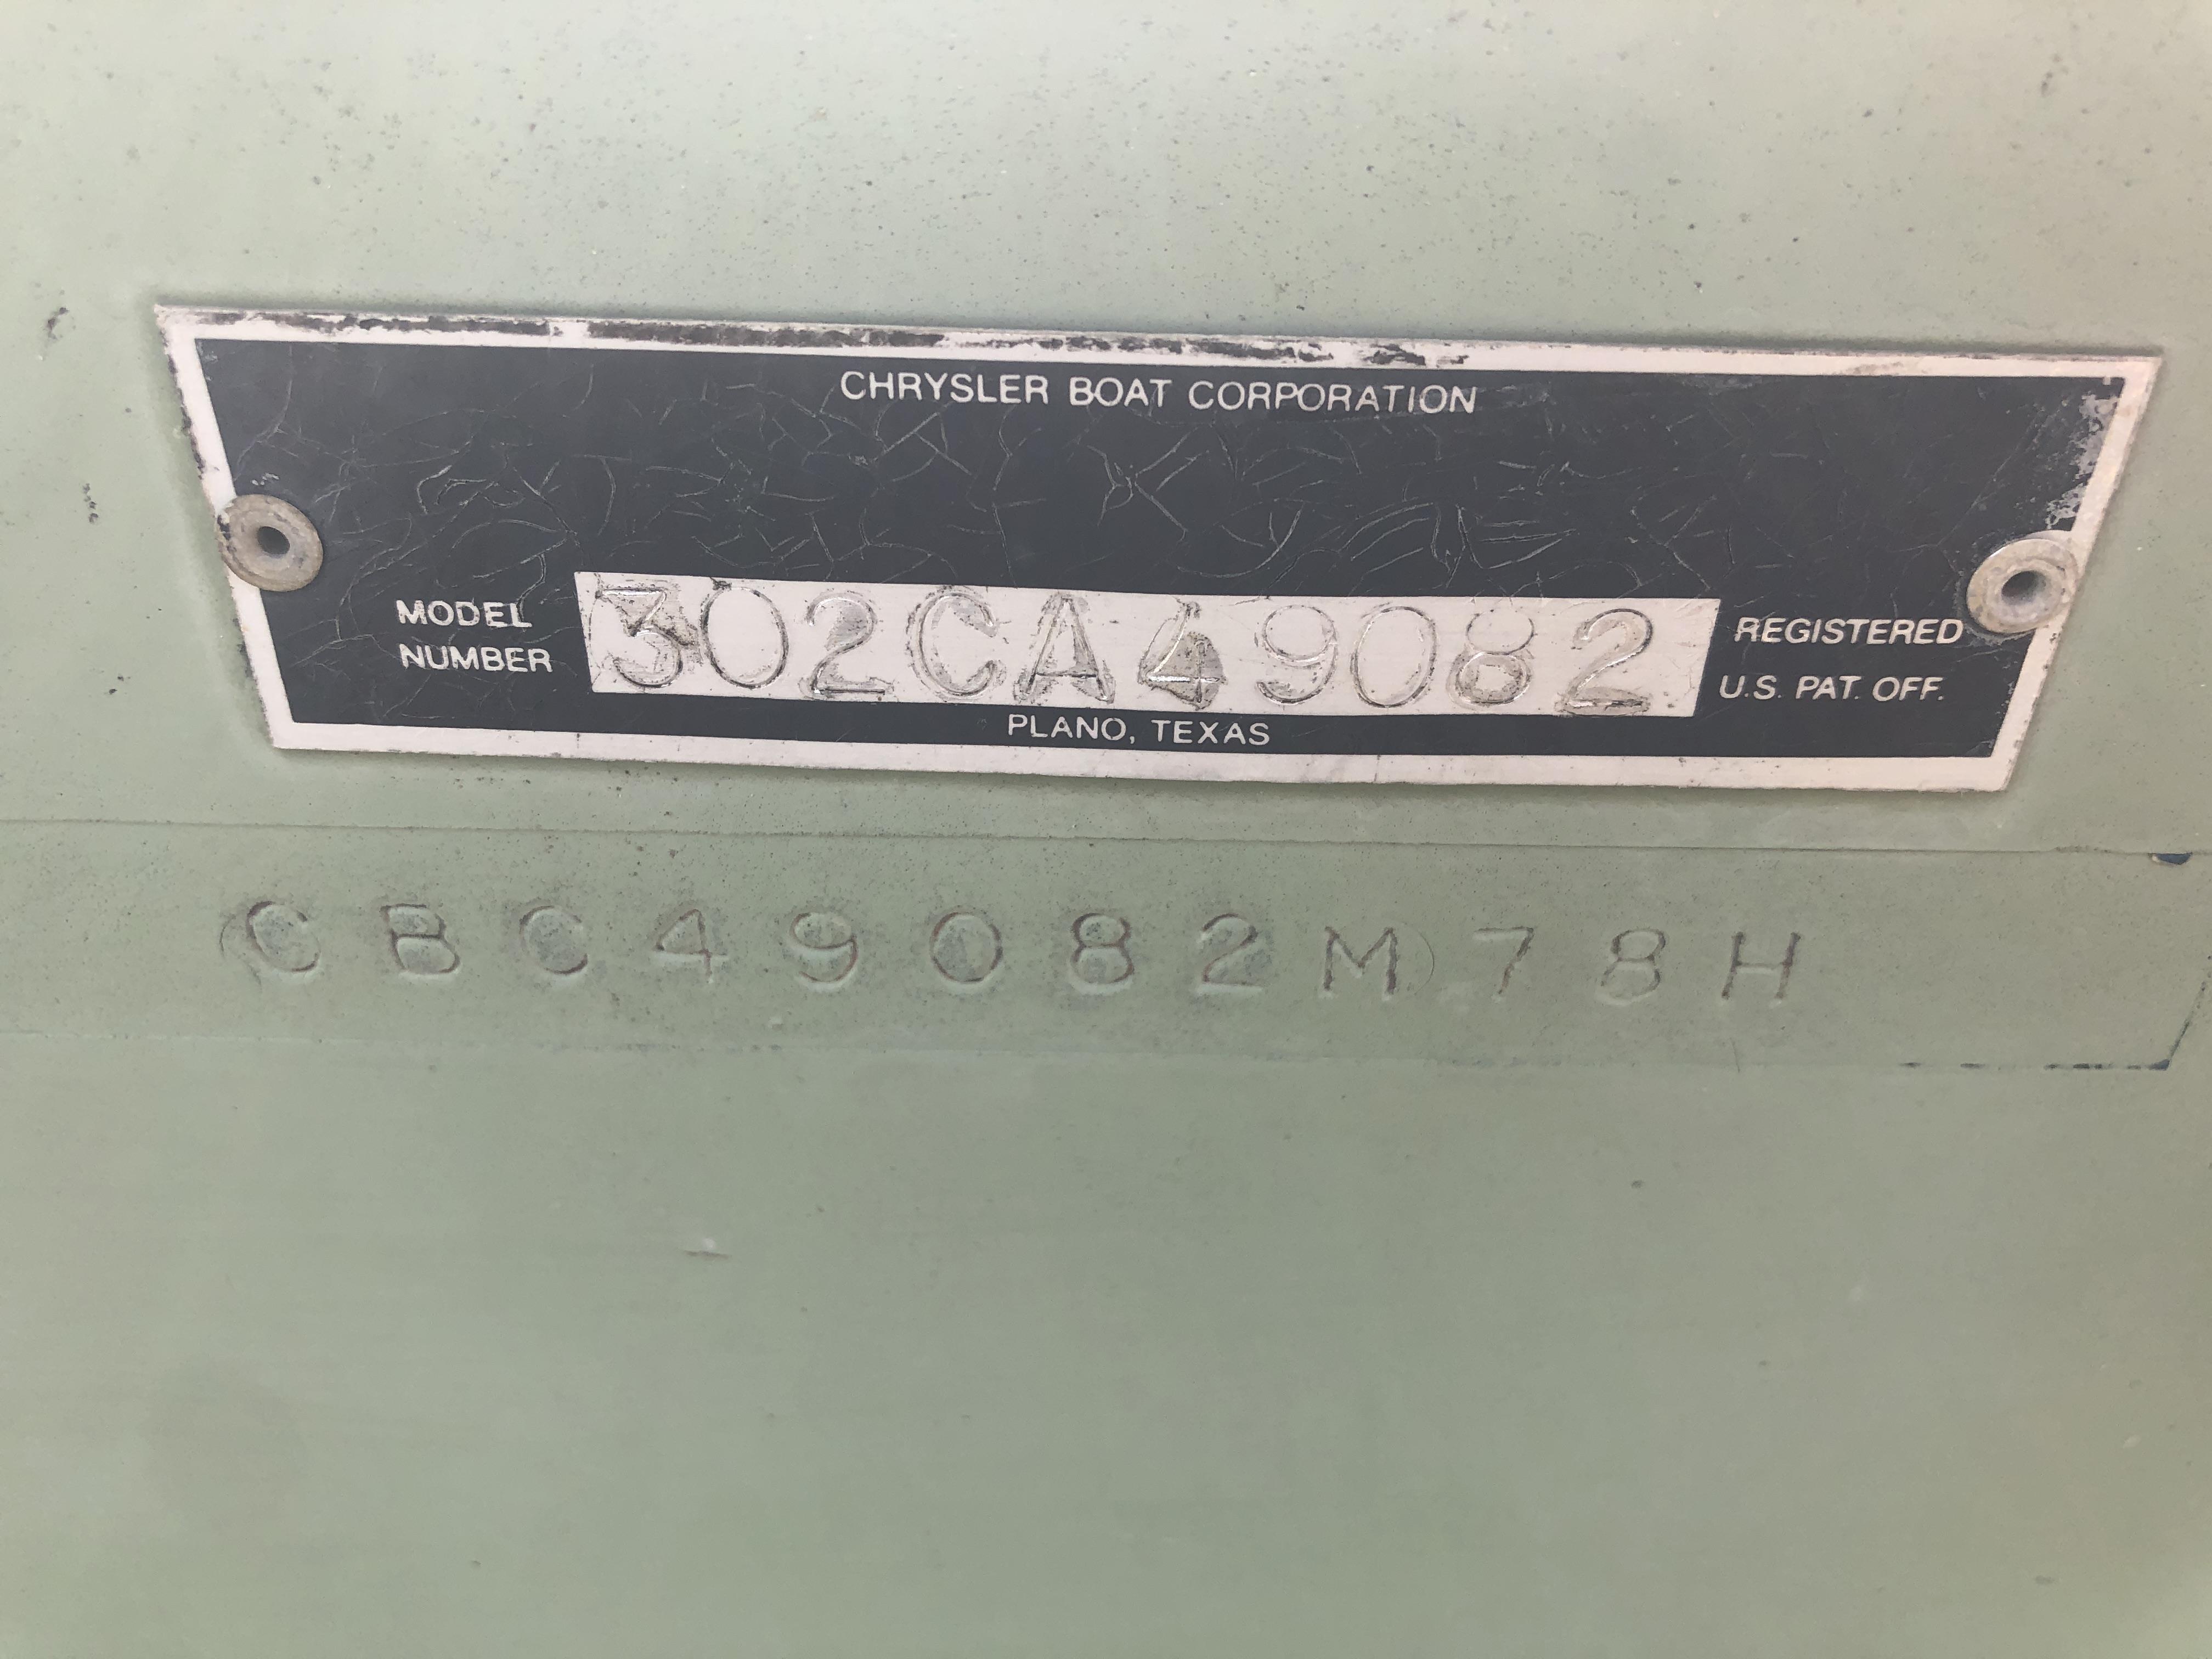 CHRYSLER BOAT CORPORATION
MODEL NUMBER 302CA49082 REGISTERED U.S. PAT. OFF.
PLANO, TEXAS
CBC49082M78H